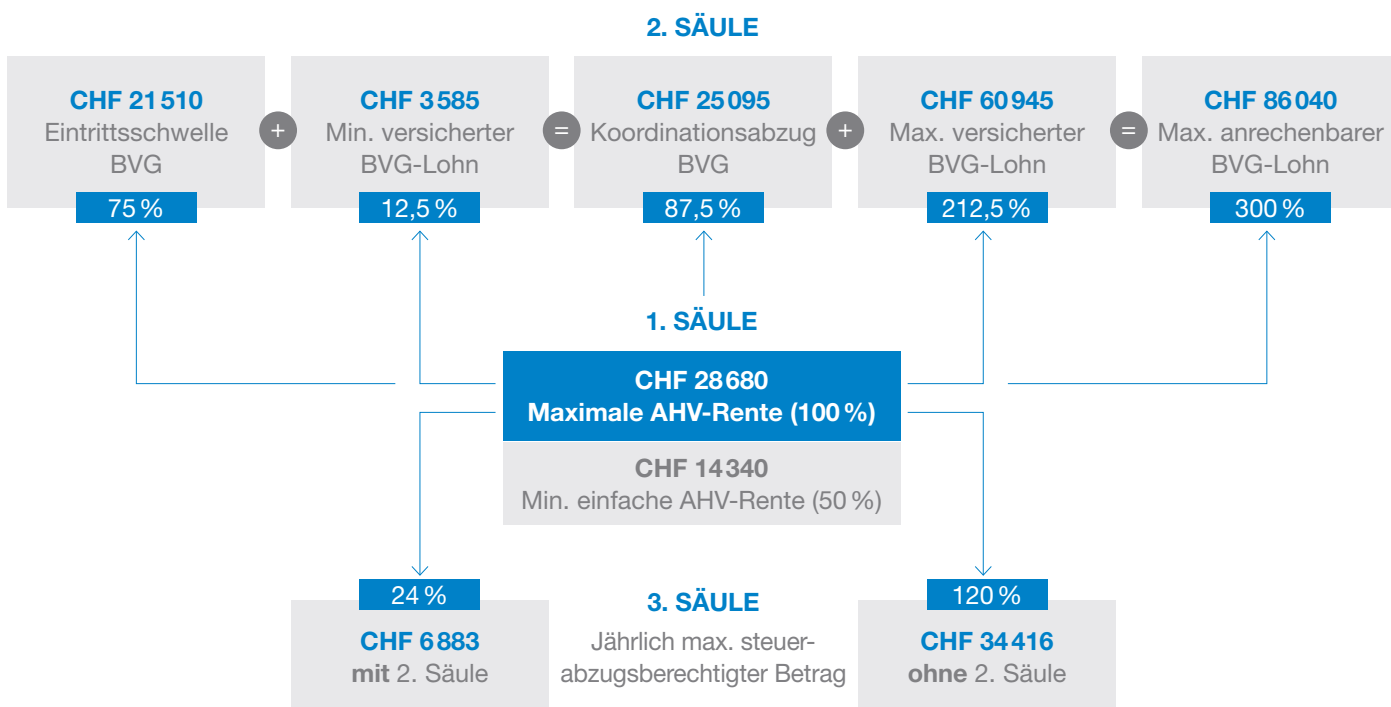 2. SÄULE
CHF 21 510
Eintrittsschwelle
BVG
75 %
+
CHF 3 585
Min. versicherter
BVG-Lohn
12,5 %
=
CHF 25 095
Koordinationsabzug
BVG
87,5 %
+
CHF 60 945
Max. versicherter
BVG-Lohn
212,5 %
=
CHF 86 040
Max. anrechenbarer
BVG-Lohn
300 %
1. SÄULE
CHF 28 680
Maximale AHV-Rente (100 %)
CHF 14 340
Min. einfache AHV-Rente (50 %)
24 %
CHF 6 883
mit 2. Säule
3. SÄULE
Jährlich max. steuer-
abzugsberechtigter Betrag
120 %
CHF 34 416
ohne 2. Säule